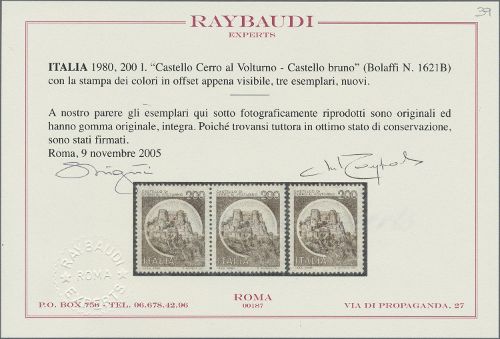 39
RAYBAUDI
EXPERTS
ITALIA 1980, 200 l. “Castello Cerro al Volturno - Castello bruno” (Bolaffi N. 1621B)
con la stampa dei colori in offset appena visibile, tre esemplari, nuovi.
A nostro parere gli esemplari qui sotto fotograficamente riprodotti sono originali ed
hanno gomma originale, integra. Poiché trovansi tuttora in ottimo stato di conservazione,
sono stati firmati.
Roma, 9 novembre 2005
200 200 200
ITALIA ITALIA ITALIA
RAYBAUDI
ROMA
EXPERTS
ROMA
P.O. BOX 756 - TEL. 06.678.42.96 00187 VIA DI PROPAGANDA, 27